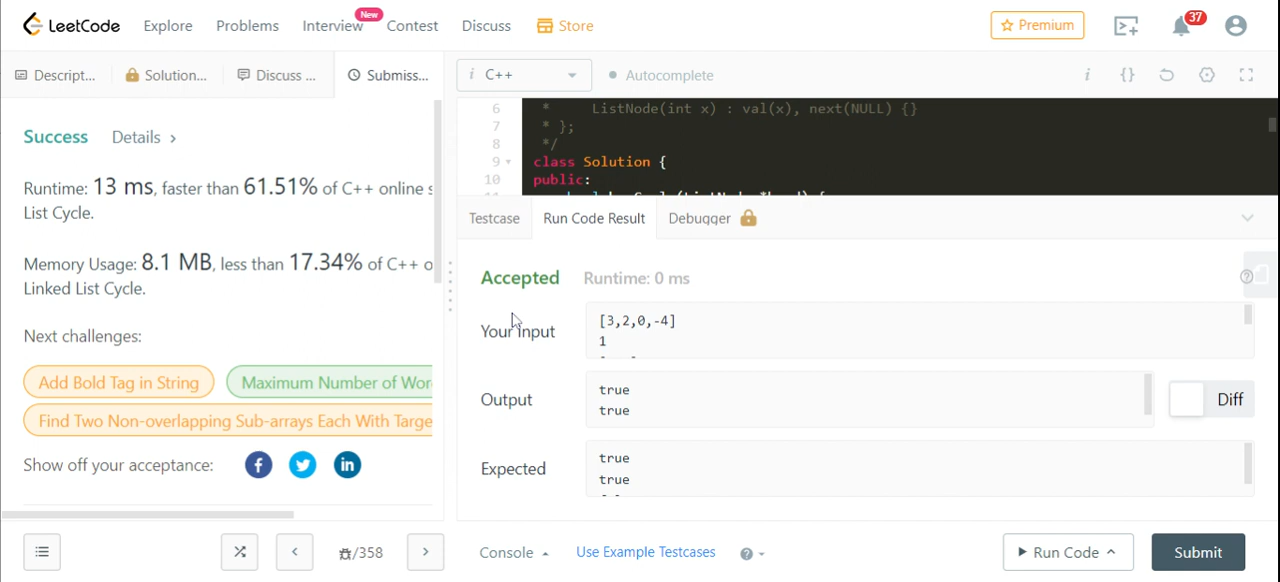 LeetCode Explore Problems Interview New Contest Discuss Store Premium 37
Descript... Solution... Discuss ... Submiss...
i C++ Autocomplete i {}
Success Details >
Runtime: 13 ms, faster than 61.51% of C++ online s
List Cycle.
Memory Usage: 8.1 MB, less than 17.34% of C++ o
Linked List Cycle.
Next challenges:
Add Bold Tag in String Maximum Number of Wor
Find Two Non-overlapping Sub-arrays Each With Targe
Show off your acceptance:
6 * ListNode(int x) : val(x), next(NULL) {}
7 * };
8 */
9 class Solution {
10 public:
Testcase Run Code Result Debugger
Accepted Runtime: 0 ms
Your input [3,2,0,-4]
1
Output true
true
Diff
Expected true
true
/358
Console Use Example Testcases ? Run Code Submit